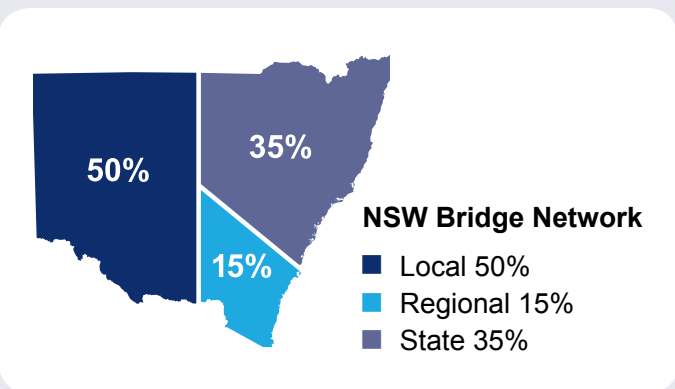 50%
35%
15%
NSW Bridge Network
Local 50%
Regional 15%
State 35%